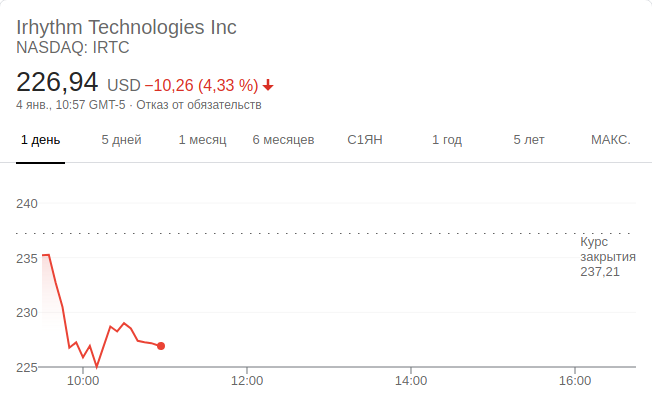 Irhythm Technologies Inc
NASDAQ: IRTC
226,94 USD −10,26 (4,33 %)
4 янв., 10:57 GMT-5 · Отказ от обязательств
1 день 5 дней 1 месяц 6 месяцев С1ЯН 1 год 5 лет МАКС.
240
Курс
закрытия
237,21
235
230
225
10:00 12:00 14:00 16:00